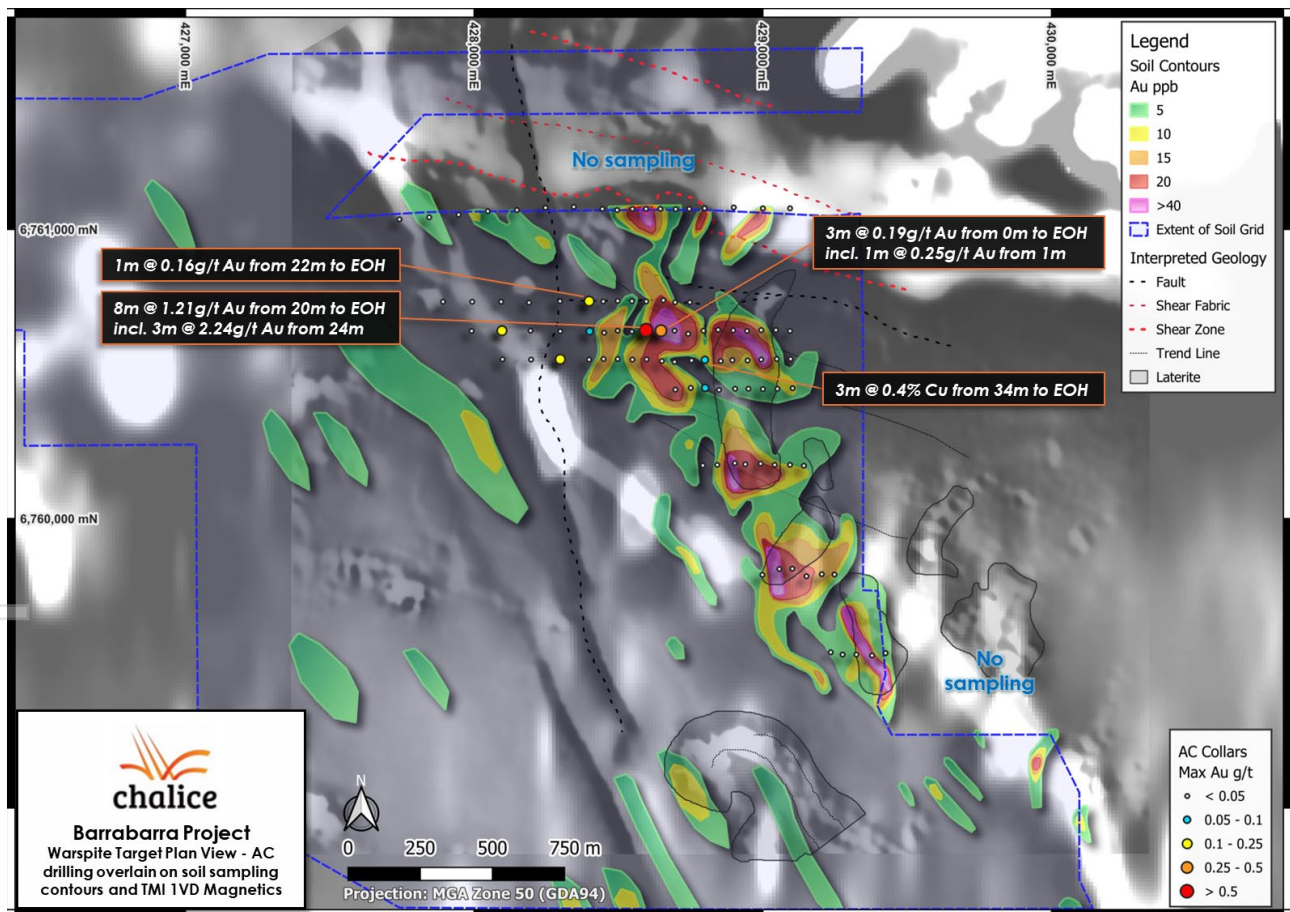 427,000 mE
428,000 mE
429,000 mE
430,000 mE
Legend
Soil Contours
Au ppb
5
10
15
20
>40
Extent of Soil Grid
Interpreted Geology
Fault
Shear Fabric
Shear Zone
Trend Line
Laterite
No sampling
6,761,000 mN
3m @ 0.19g/t Au from 0m to EOH
incl. 1m @ 0.25g/t Au from 1m
1m @ 0.16g/t Au from 22m to EOH
8m @ 1.21g/t Au from 20m to EOH
incl. 3m @ 2.24g/t Au from 24m
3m @ 0.4% Cu from 34m to EOH
6,760,000 mN
No
sampling
chalice
Barrabarra Project
Warspite Target Plan View - AC
drilling overlain on soil sampling
contours and TMI 1VD Magnetics
N
0 250 500 750 m
Projection: MGA Zone 50 (GDA94)
AC Collars
Max Au g/t
< 0.05
0.05 - 0.1
0.1 - 0.25
0.25 - 0.5
> 0.5